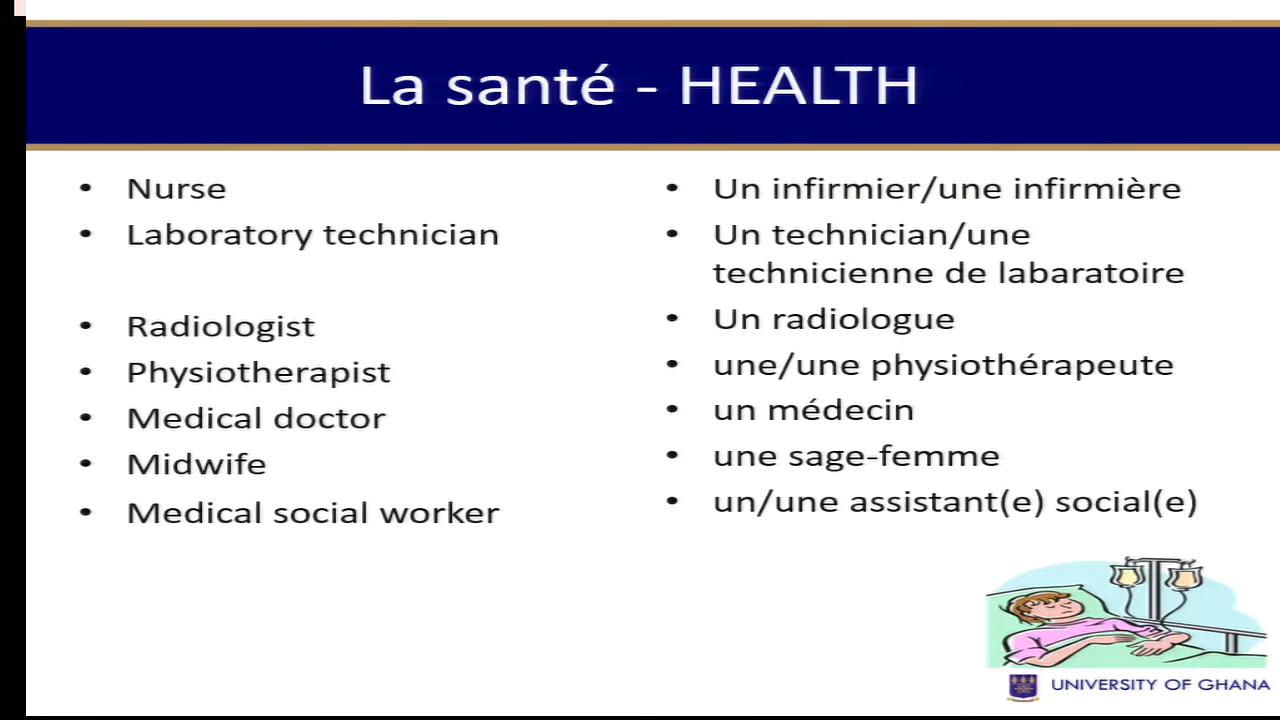 La santé - HEALTH
• Nurse
• Laboratory technician
• Radiologist
• Physiotherapist
• Medical doctor
• Midwife
• Medical social worker
• Un infirmier/une infirmière
• Un technician/une
technicienne de labaratoire
• Un radiologue
• une/une physiothérapeute
• un médecin
• une sage-femme
• un/une assistant(e) social(e)
UNIVERSITY OF GHANA